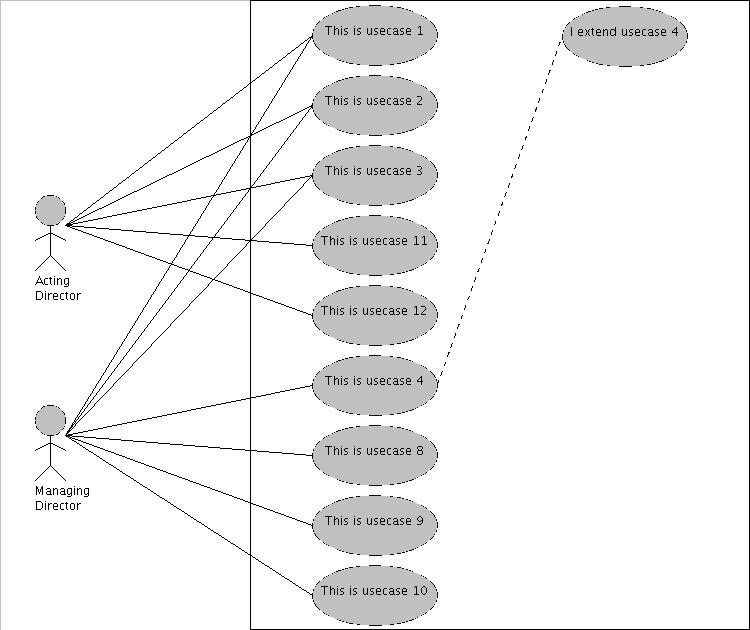 This is usecase 1
I extend usecase 4
This is usecase 2
This is usecase 3
This is usecase 11
Acting
Director
This is usecase 12
This is usecase 4
This is usecase 8
Managing
Director
This is usecase 9
This is usecase 10